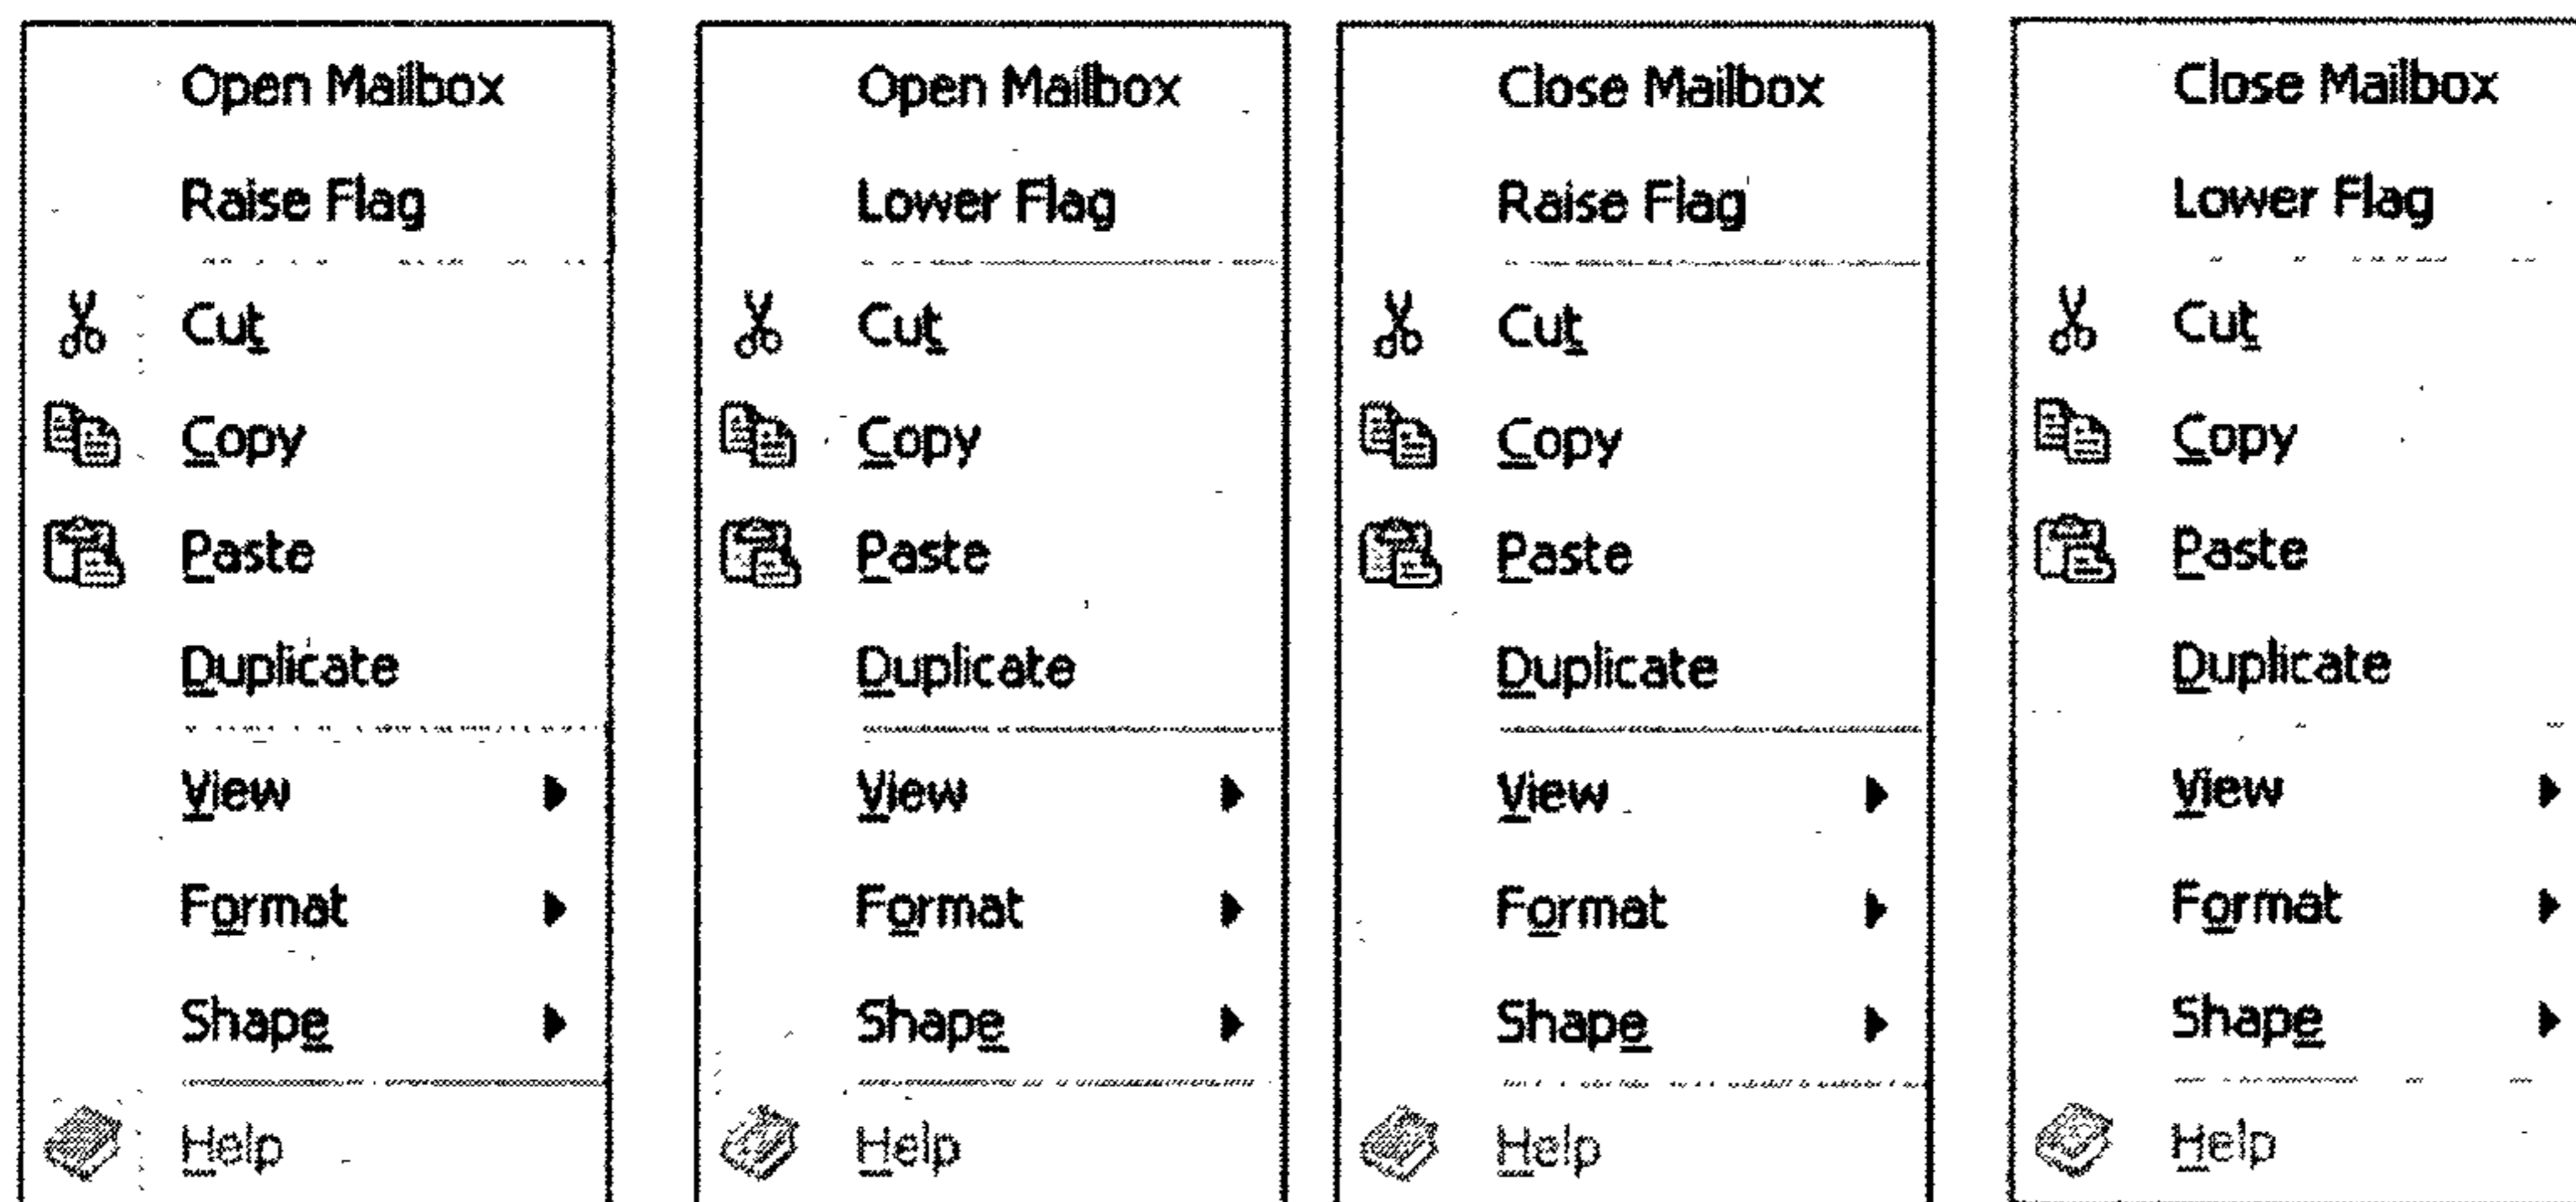 Open Mailbox
Raise Flag
Cut
Copy
Paste
Duplicate
View
Format
Shape
Help
Open Mailbox
Lower Flag
Cut
Copy
Paste
Duplicate
View
Format
Shape
Help
Close Mailbox
Raise Flag
Cut
Copy
Paste
Duplicate
View
Format
Shape
Help
Close Mailbox
Lower Flag
Cut
Copy
Paste
Duplicate
View
Format
Shape
Help